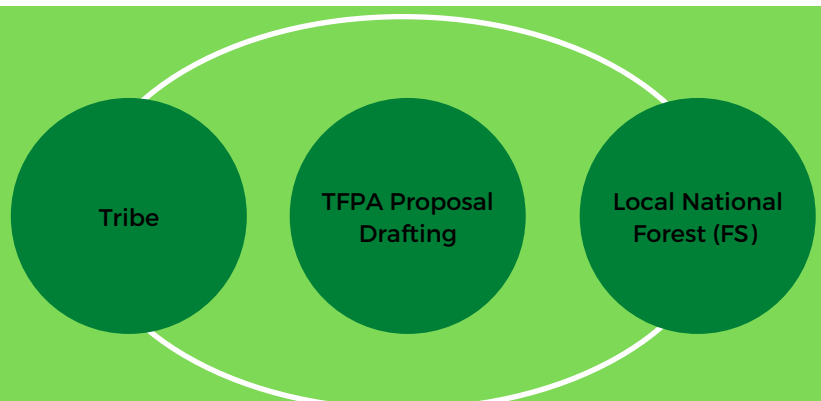 Tribe
TFPA Proposal
Drafting
Local National
Forest (FS)